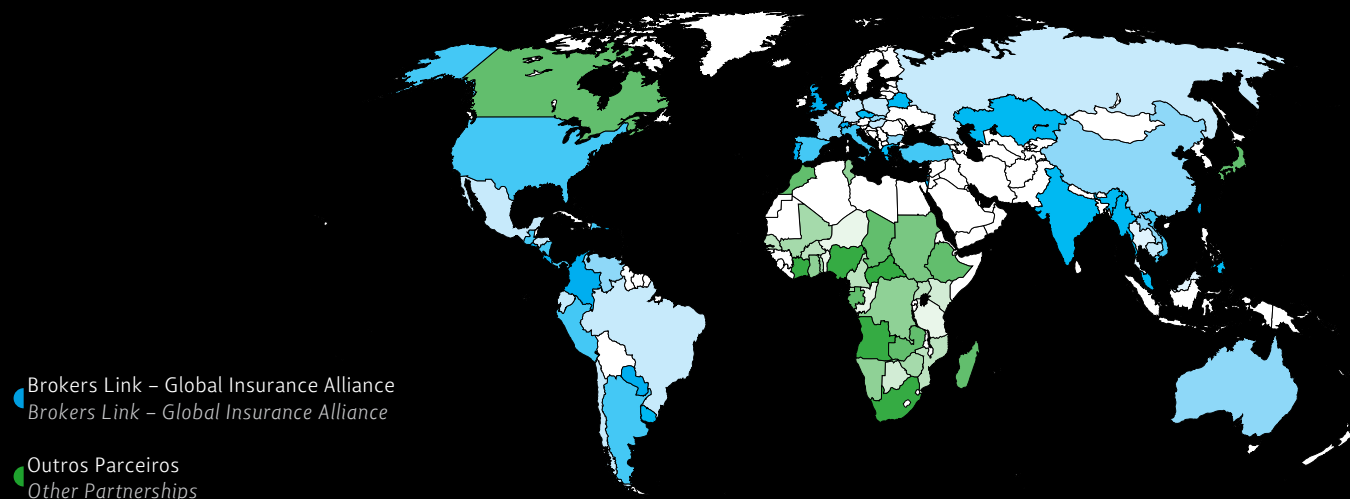 Brokers Link – Global Insurance Alliance
Brokers Link – Global Insurance Alliance
Outros Parceiros
Other Partnerships